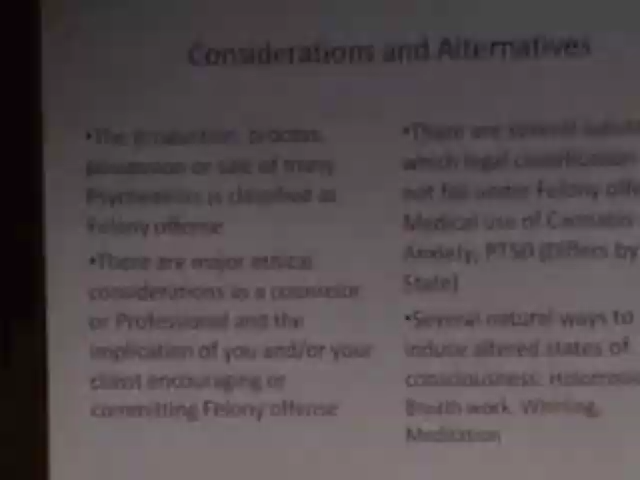 Considerations and Alternatives
•The production, process,
possession or sale of many
Psychedelics is classified as
Felony offense
•There are major ethical
considerations as a counselor
or Professional and the
implication of you and/or your
client encouraging or
committing Felony offense
•There are several
which legal classification
not fall under Felony
Medical use of Cannabis
Anxiety, PTSD (Differs by
State)
•Several natural ways to
induce altered states of
consciousness.
Breath work,
Meditation